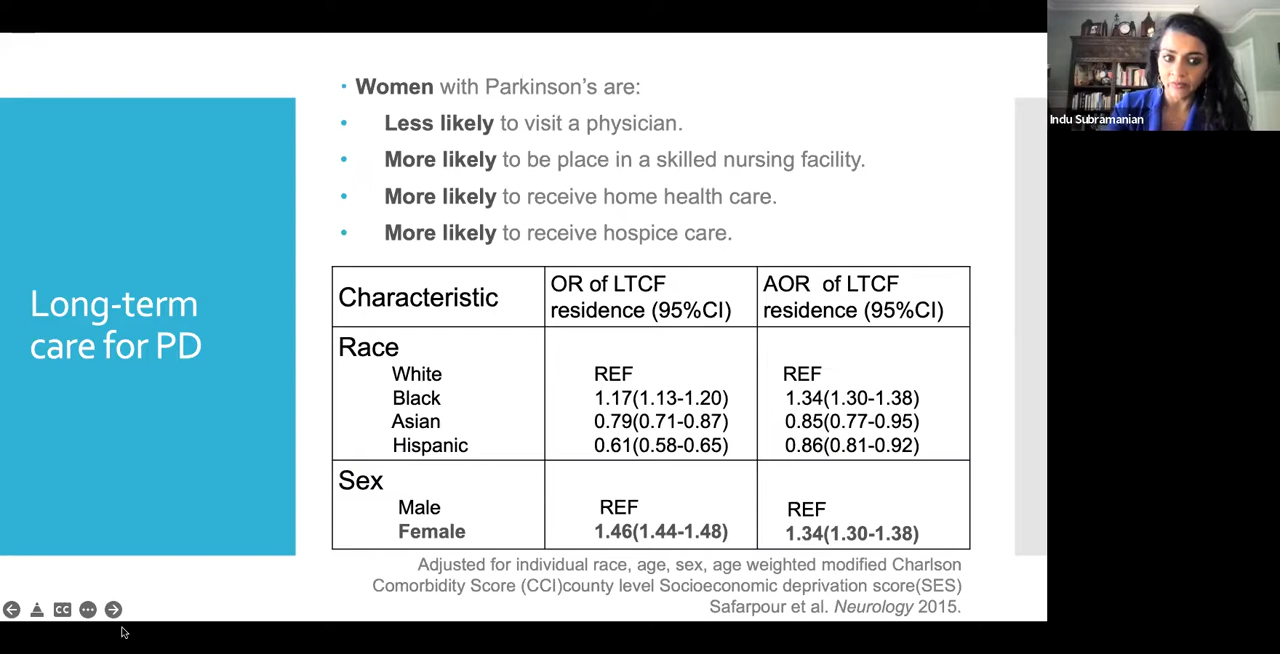 · Women with Parkinson's are:
• Less likely to visit a physician.
• More likely to be place in a skilled nursing facility.
• More likely to receive home health care.
• More likely to receive hospice care.
Long-term
care for PD
Characteristic OR of LTCF residence (95%CI) AOR of LTCF residence (95%CI)
Race
White REF REF
Black 1.17(1.13-1.20) 1.34(1.30-1.38)
Asian 0.79(0.71-0.87) 0.85(0.77-0.95)
Hispanic 0.61(0.58-0.65) 0.86(0.81-0.92)
Sex
Male REF REF
Female 1.46(1.44-1.48) 1.34(1.30-1.38)
Adjusted for individual race, age, sex, age weighted modified Charlson
Comorbidity Score (CCI)county level Socioeconomic deprivation score(SES)
Safarpour et al. Neurology 2015.
CC
Indu Subramanian